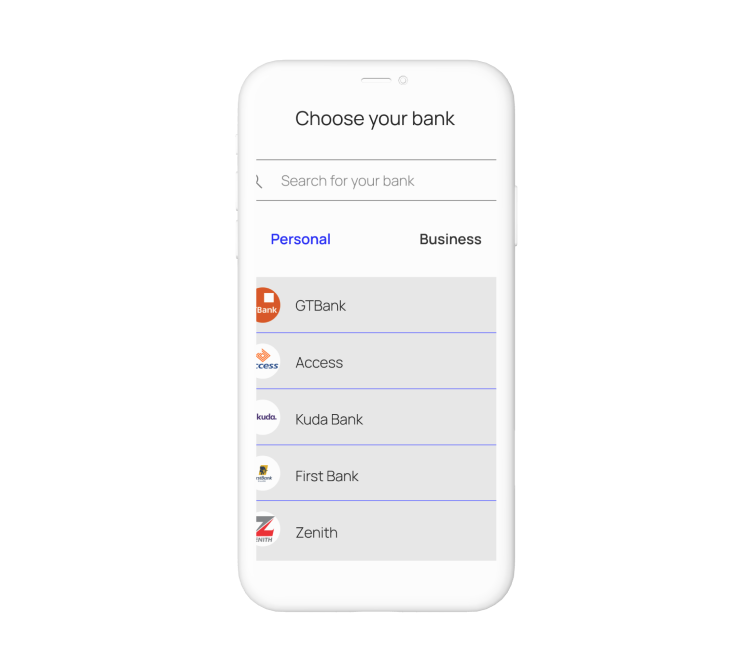 Choose your bank
Search for your bank
Personal
Business
Bank
GTBank
ccess
Access
kuda.
Kuda Bank
First Bank
ENITH
Zenith